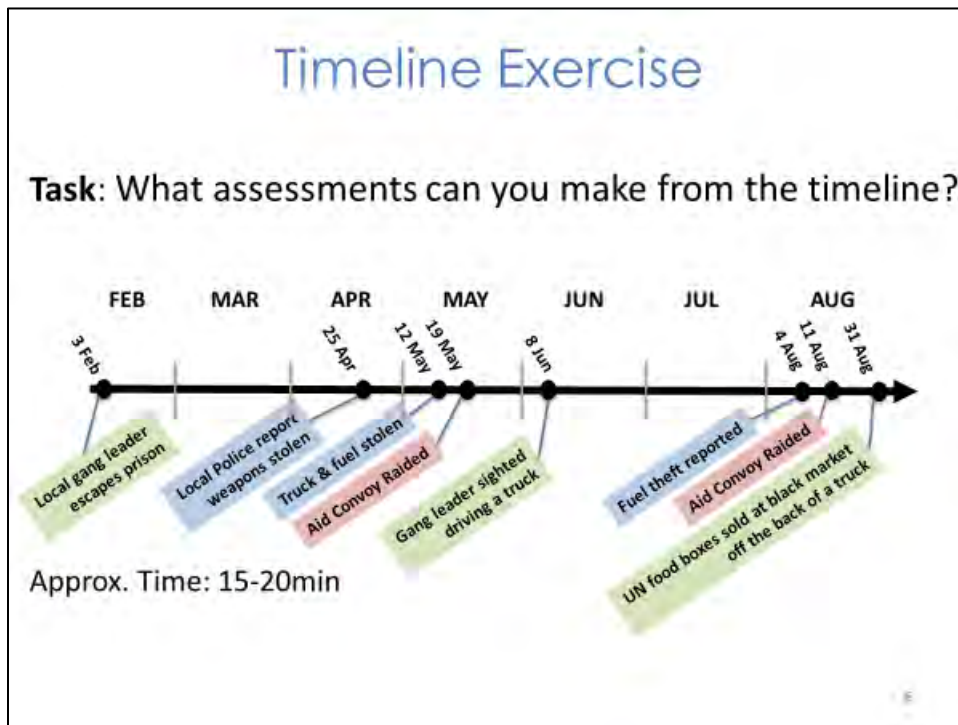 Timeline Exercise
Task: What assessments can you make from the timeline?
FEB MAR APR MAY JUN JUL AUG
3 Feb
25 Apr
12 May
19 May
8 Jun
4 Aug
11 Aug
31 Aug
Local gang leader
escapes prison
Local Police report
weapons stolen
Truck & fuel stolen
Aid Convoy Raided
Gang leader sighted
driving a truck
Fuel theft reported
Aid Convoy Raided
UN food boxes sold at black market
off the back of a truck
Approx. Time: 15-20min